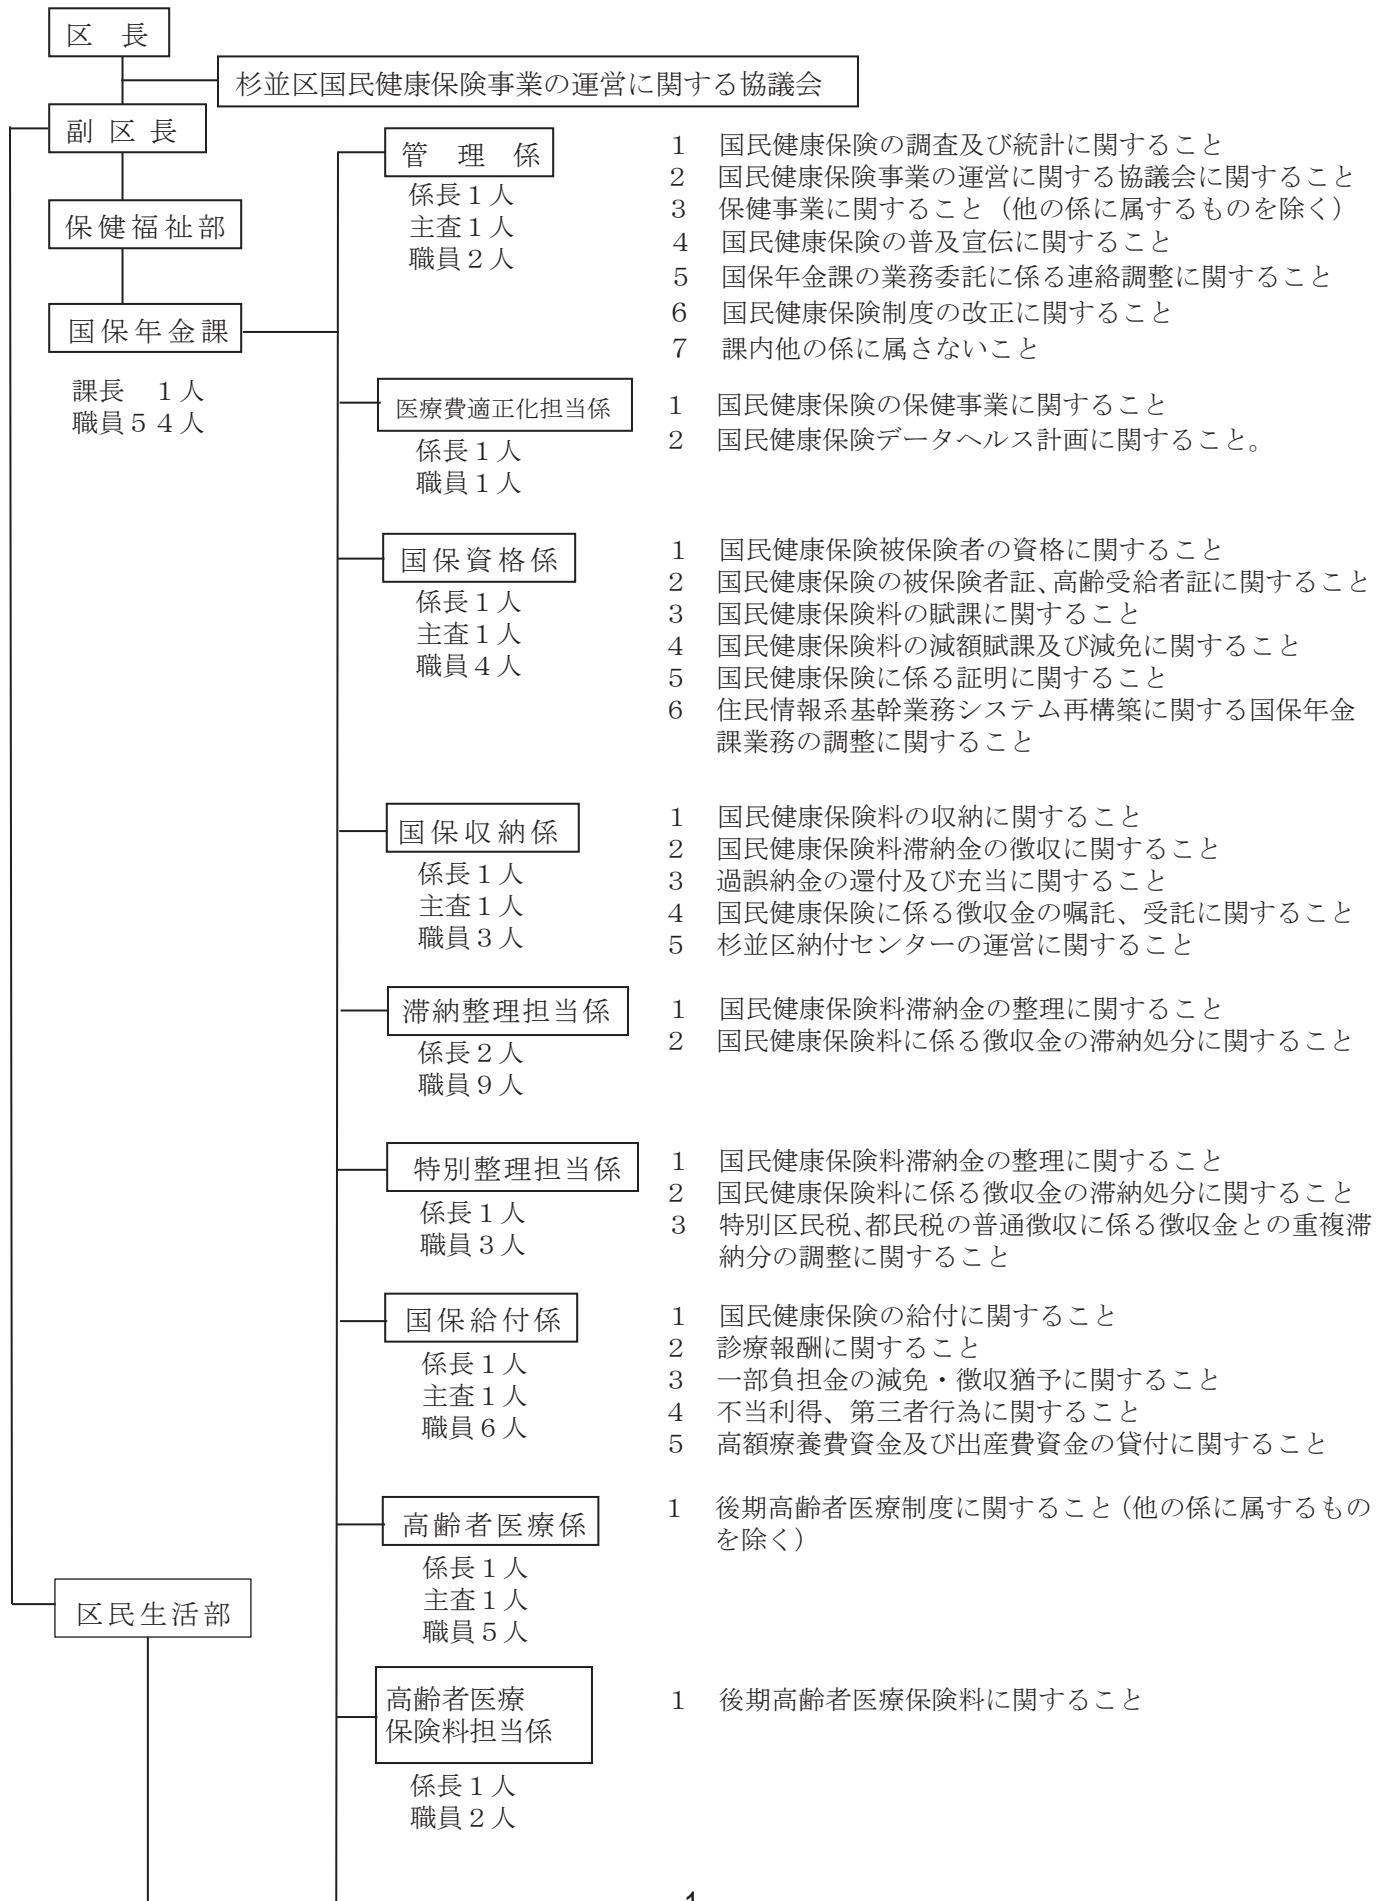 区　長
杉並区国民健康保険事業の運営に関する協議会
副 区 長
保健福祉部
国保年金課
課長　１人
職員５４人
管　理　係
係長１人
主査１人
職員２人
1　国民健康保険の調査及び統計に関すること
2　国民健康保険事業の運営に関する協議会に関すること
3　保健事業に関すること（他の係に属するものを除く）
4　国民健康保険の普及宣伝に関すること
5　国保年金課の業務委託に係る連絡調整に関すること
6　国民健康保険制度の改正に関すること
7　課内他の係に属さないこと
医療費適正化担当係
係長１人
職員１人
1　国民健康保険の保健事業に関すること
2　国民健康保険データヘルス計画に関すること。
国保資格係
係長１人
主査１人
職員４人
1　国民健康保険被保険者の資格に関すること
2　国民健康保険の被保険者証、高齢受給者証に関すること
3　国民健康保険料の賦課に関すること
4　国民健康保険料の減額賦課及び減免に関すること
5　国民健康保険に係る証明に関すること
6　住民情報系基幹業務システム再構築に関する国保年金
課業務の調整に関すること
国保収納係
係長１人
主査１人
職員３人
1　国民健康保険料の収納に関すること
2　国民健康保険料滞納金の徴収に関すること
3　過誤納金の還付及び充当に関すること
4　国民健康保険に係る徴収金の嘱託、受託に関すること
5　杉並区納付センターの運営に関すること
滞納整理担当係
係長２人
職員９人
1　国民健康保険料滞納金の整理に関すること
2　国民健康保険料に係る徴収金の滞納処分に関すること
特別整理担当係
係長１人
職員３人
1　国民健康保険料滞納金の整理に関すること
2　国民健康保険料に係る徴収金の滞納処分に関すること
3　特別区民税、都民税の普通徴収に係る徴収金との重複滞
納分の調整に関すること
国保給付係
係長１人
主査１人
職員６人
1　国民健康保険の給付に関すること
2　診療報酬に関すること
3　一部負担金の減免・徴収猶予に関すること
4　不当利得、第三者行為に関すること
5　高額療養費資金及び出産費資金の貸付に関すること
高齢者医療係
係長１人
主査１人
職員５人
1　後期高齢者医療制度に関すること（他の係に属するもの
を除く）
区民生活部
高齢者医療
保険料担当係
係長１人
職員２人
1　後期高齢者医療保険料に関すること
1